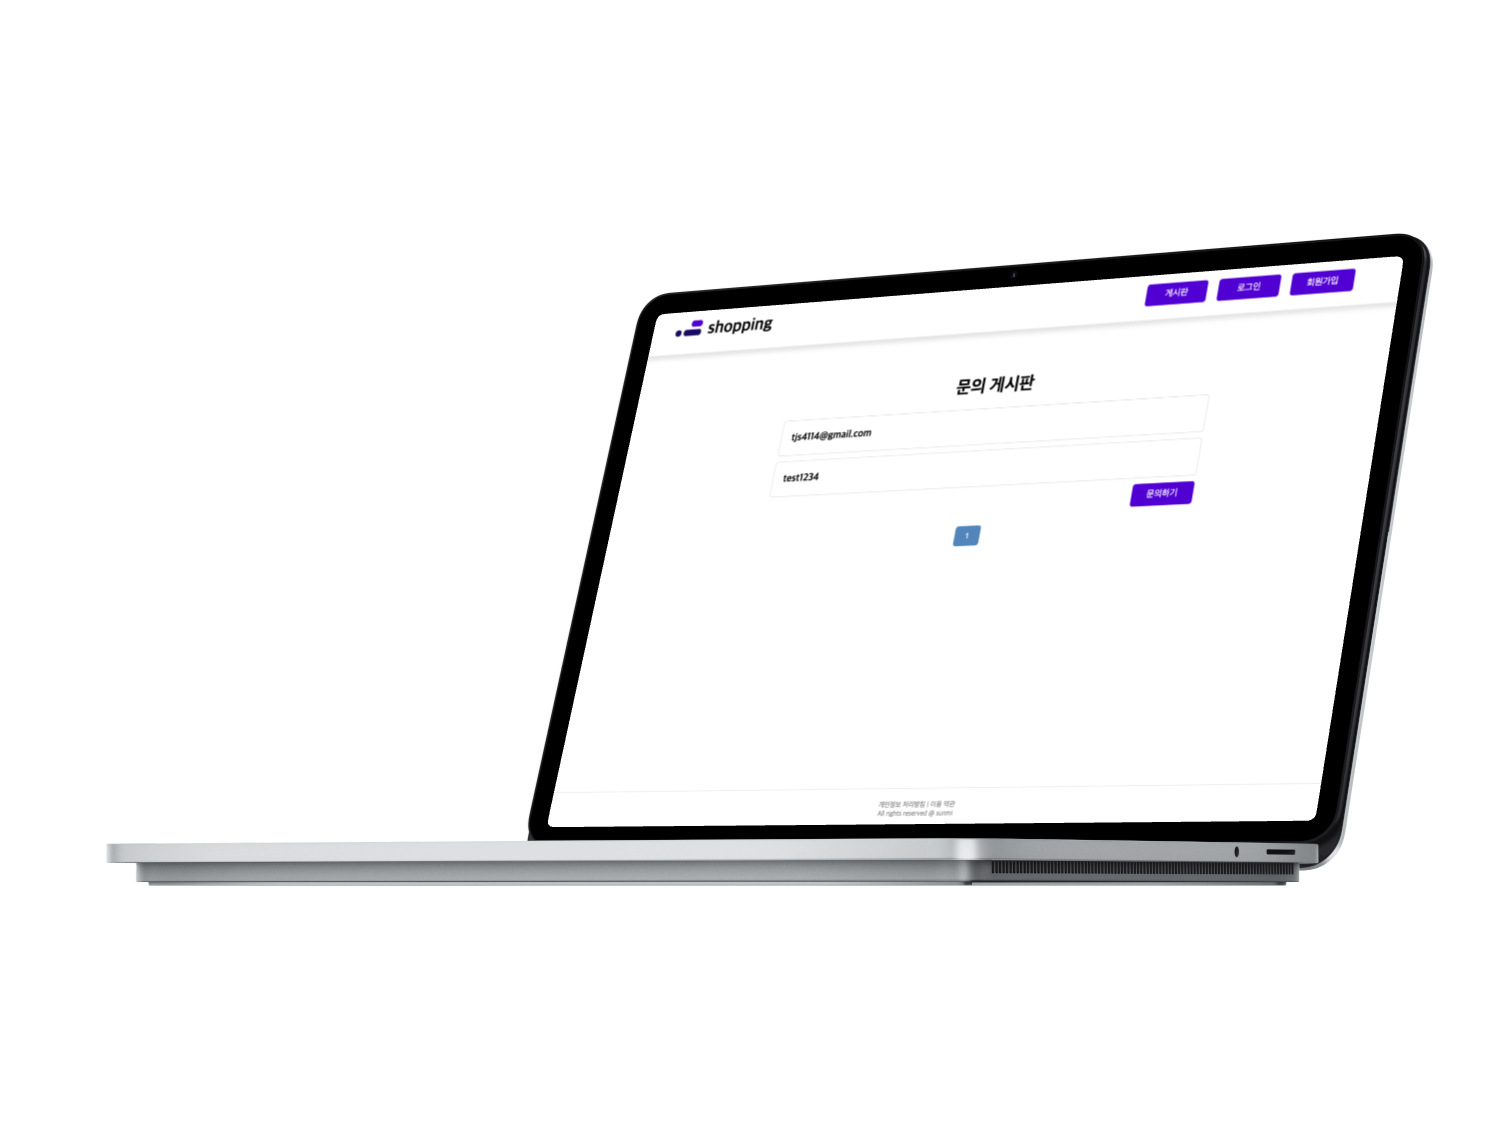 shopping
게시판
로그인
회원가입
문의 게시판
tjs4114@gmail.com
test1234
문의하기
1
개인정보 처리방침 | 이용 약관
All rights reserved @ sunmi